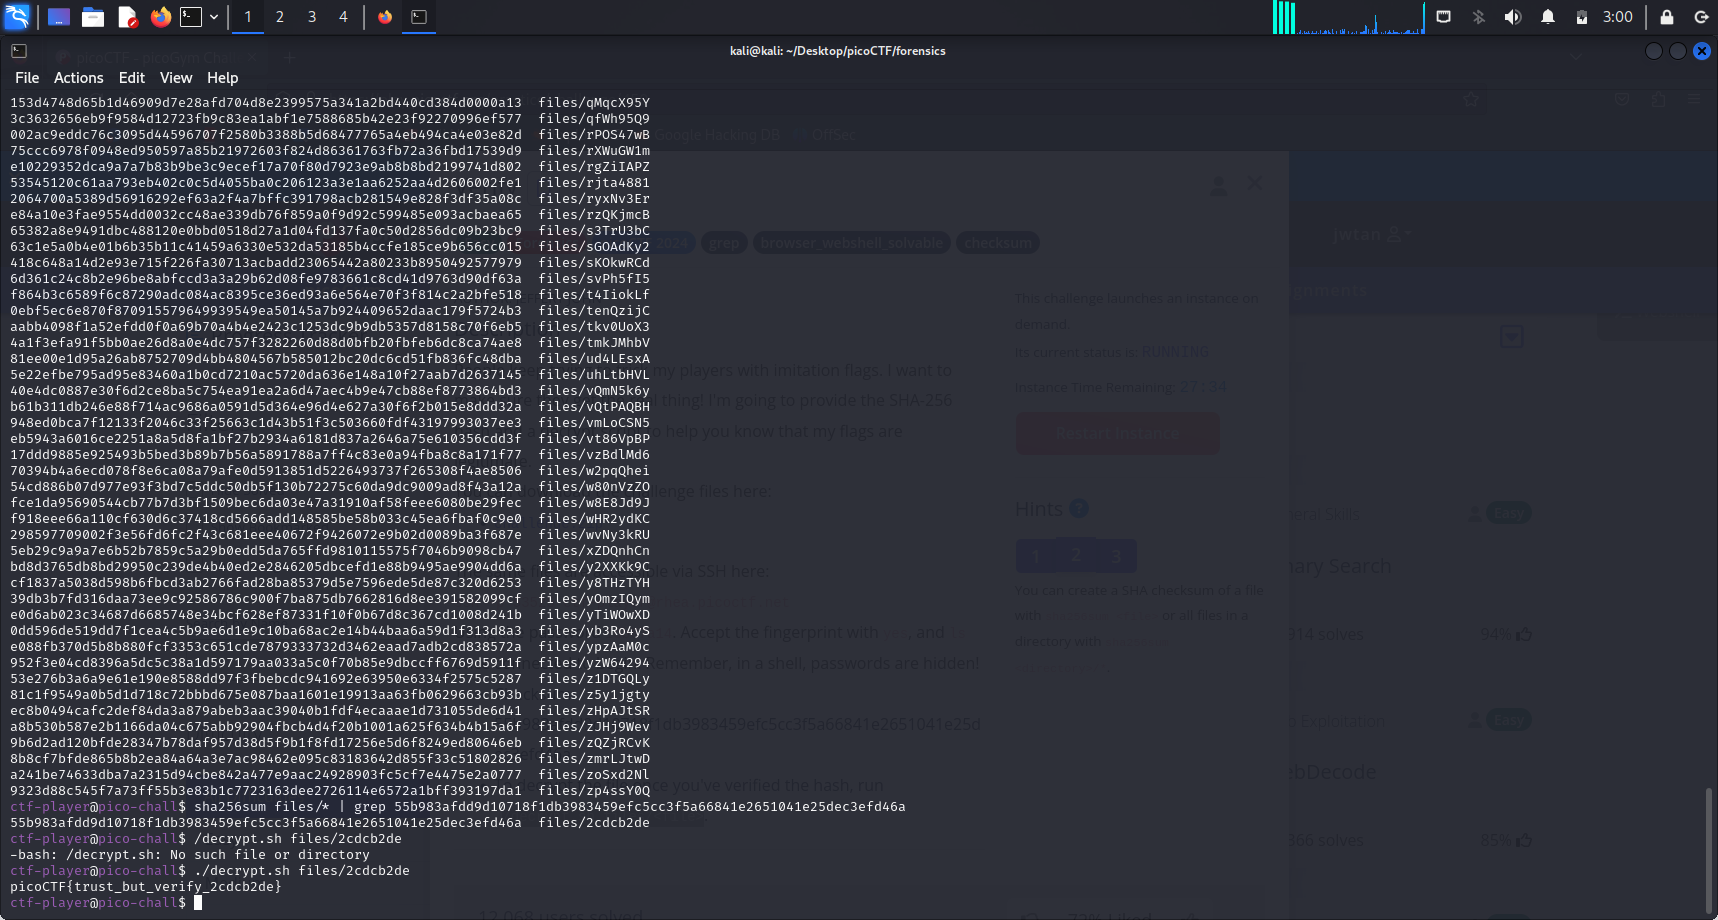 1 2 3 4 3:00
kali@kali: ~/Desktop/picoCTF/forensics
File Actions Edit View Help
153d4748d65b1d46909d7e28afd704d8e2399575a341a2bd440cd384d0000a13 files/qMqcX95Y
3c3632656eb9f9584d12723fb9c83ea1abf1e7588685b42e23f92270996ef577 files/qfWh95Q9
002ac9eddc76c3095d44596707f2580b3388b5d68477765a4eb494ca4e03e82d files/rPOS47wB
75ccc6978f0948ed950597a85b21972603f824d86361763fb72a36fbd17539d9 files/rXWuGW1m
e10229352dca9a7a7b83b9be3c9ecef17a70f80d7923e9ab8b8bd2199741d802 files/rgZiIAPZ
53545120c61aa793eb402c0c5d4055ba0c206123a3e1aa6252aa4d2606002fe1 files/rjta4881
2064700a5389d56916292ef63a2f4a7bffc391798acb281549e828f3df35a08c files/ryxNv3Er
e84a10e3fae9554dd0032cc48ae339db76f859a0f9d92c599485e093acbaea65 files/rzQKjmcB
65382a8e9491dbc488120e0bbd0518d27a1d04fd137fa0c50d2856dc09b23bc9 files/s3TrU3bC
63c1e5a0b4e01b6b35b11c41459a6330e532da53185b4ccfe185ce9b656cc015 files/sGOAdKy2
418c648a14d2e93e715f226fa30713acbadd23065442a80233b8950492577979 files/sKOkwRCd
6d361c24c8b2e96be8abfccd3a3a29b62d08fe9783661c8cd41d9763d90df63a files/svPh5fI5
f864b3c6589f6c87290adc084ac8395ce36ed93a6e564e70f3f814c2a2bfe518 files/t4IiokLf
0ebf5ec6e870f870915579649939549ea50145a7b924409652daac179f5724b3 files/tenQzijC
aabb4098f1a52efdd0f0a69b70a4b4e2423c1253dc9b9db5357d8158c70f6eb5 files/tkv0UoX3
4a1f3efa91f5bb0ae26d8a0e4dc757f3282260d88d0bfb20fbfeb6dc8ca74ae8 files/tmkJMhbV
81ee00e1d95a26ab8752709d4bb4804567b585012bc20dc6cd51fb836fc48dba files/ud4LEsxA
5e22efbe795ad95e83460a1b0cd7210ac5720da636e148a10f27aab7d2637145 files/uhLtbHVL
40e4dc0887e30f6d2ce8ba5c754ea91ea2a6d47aec4b9e47cb88ef8773864bd3 files/vQmN5k6y
b61b311db246e88f714ac9686a0591d5d364e96d4e627a30f6f2b015e8ddd32a files/vQtPAQBH
948ed0bca7f12133f2046c33f25663c1d43b51f3c503660fdf43197993037ee3 files/vmLoCSN5
eb5943a6016ce2251a8a5d8fa1bf27b2934a6181d837a2646a75e610356cdd3f files/vt86VpBP
17ddd9885e925493b5bed3b89b7b56a5891788a7ff4c83e0a94fba8c8a171f77 files/vzBdlMd6
70394b4a6ecd078f8e6ca08a79afe0d5913851d5226493737f265308f4ae8506 files/w2pqQhei
54cd886b07d977e93f3bd7c5ddc50db5f130b72275c60da9dc9009ad8f43a12a files/w80nVzZO
fce1da95690544cb77b7d3bf1509bec6da03e47a31910af58feee6080be29fec files/w8E8Jd9J
f918eee66a110cf630d6c37418cd5666add148585be58b033c45ea6fbaf0c9e0 files/wHR2ydKC
298597709002f3e56fd6fc2f43c681eee40672f9426072e9b02d0089ba3f687e files/wvNy3kRU
5eb29c9a9a7e6b52b7859c5a29b0edd5da765ffd9810115575f7046b9098cb47 files/xZDQnhCn
bd8d3765db8bd29950c239de4b40ed2e2846205dbcefd1e88b9495ae6904dd6a files/y2XXKk9C
cf1837a5038d598b6fbcd3ab2766fad28ba85379d5e7596ede5de87c320d6253 files/y8THzTYH
39db3b7fd316daa73ee9c92586786c900f7ba875db7662816d8ee391582099cf files/yOmzIQym
e0d6ab023c34687d6685748e34bcf628ef87331f10f0b67d8c367cd1008d241b files/yTiWOwXD
0dd596de519dd7f1cea4c5b9ae6d1e9c10ba68ac2e14b44baa6a59d1f313d8a3 files/yb3Ro4yS
e088fb370d5b8b880fcf3353c651cde7879333732d3462eaad7adb2cd838572a files/ypzAaM0c
952f3e04cd8396a5dc5c38a1d597179aa033a5c0f70b85e9dbccff6769d5911f files/yzW64294
53e276b3a6a9e61e190e8588dd97f3fbebcdc941692e63950e6334f2575c5287 files/z1DTGQLy
81c1f9549a0b5d1d718c72bbbd675e087baa1601e19913aa63fb0629663cb93b files/z5y1jgty
ec8b0494cafc2def84da3a879abeb3aac39040b1fdf4ecaaae1d731055de6d41 files/zHpAJtSR
a8b530b587e2b1166da04c675abb92904fbcb4d4f20b1001a625f634b4b15a6f files/zJHj9Wev
9b6d2ad120bfde28347b78daf957d38d5f9b1f8fd17256e5d6f8249ed80646eb files/zQZjRCvK
8b8cf7bfde865b8b2ea84a64a3e7ac98462e095c83183642d855f33c51802826 files/zmrLJtwD
a241be74633dba7a2315d94cbe842a477e9aac24928903fc5cf7e4475e2a0777 files/zoSxd2Nl
9323d88c545f7a73ff55b3e83b1c7723163dee2726114e6572a1bff393197da1 files/zp4ssY0Q
ctf-player@pico-chall$ sha256sum files/* | grep 55b983afdd9d10718f1db3983459efc5cc3f5a66841e2651041e25dec3efd46a
55b983afdd9d10718f1db3983459efc5cc3f5a66841e2651041e25dec3efd46a files/2cdcb2de
ctf-player@pico-chall$ /decrypt.sh files/2cdcb2de
-bash: /decrypt.sh: No such file or directory
ctf-player@pico-chall$ ./decrypt.sh files/2cdcb2de
picoCTF{trust_but_verify_2cdcb2de}
ctf-player@pico-chall$